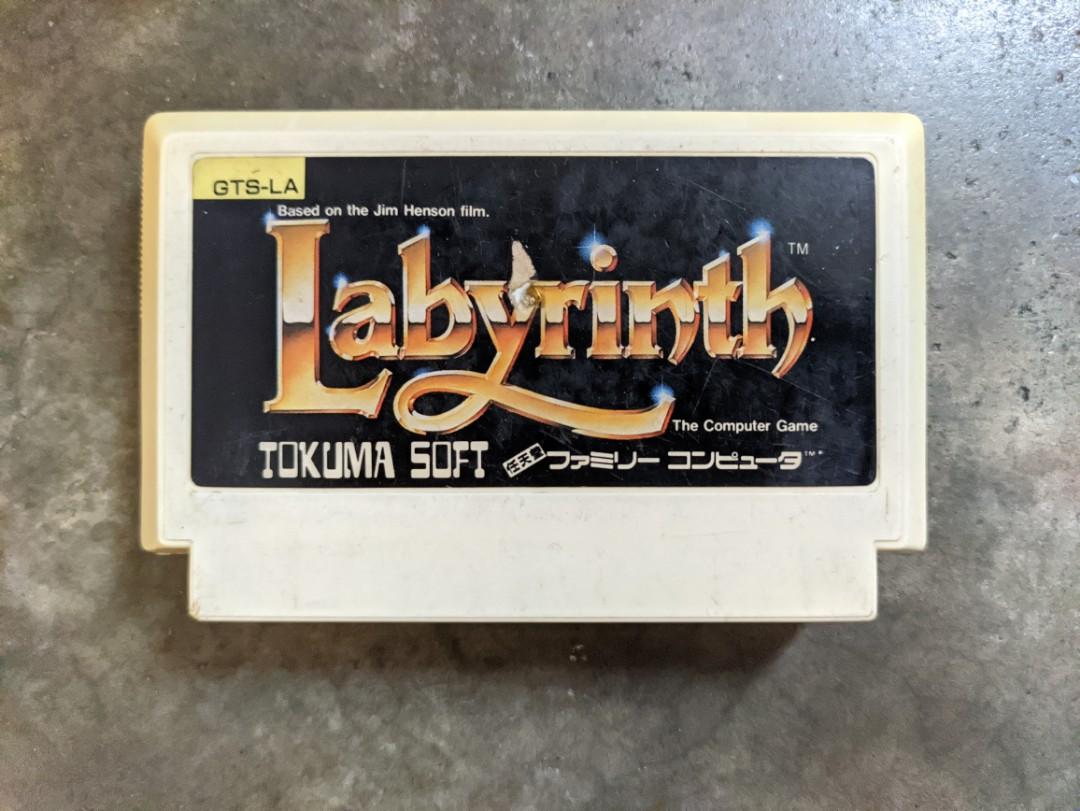 GTS-LA
Based on the Jim Henson film.
Labyrinth TM
The Computer Game
TOKUMA SOFT 任天堂 ファミリー コンピュータ TM